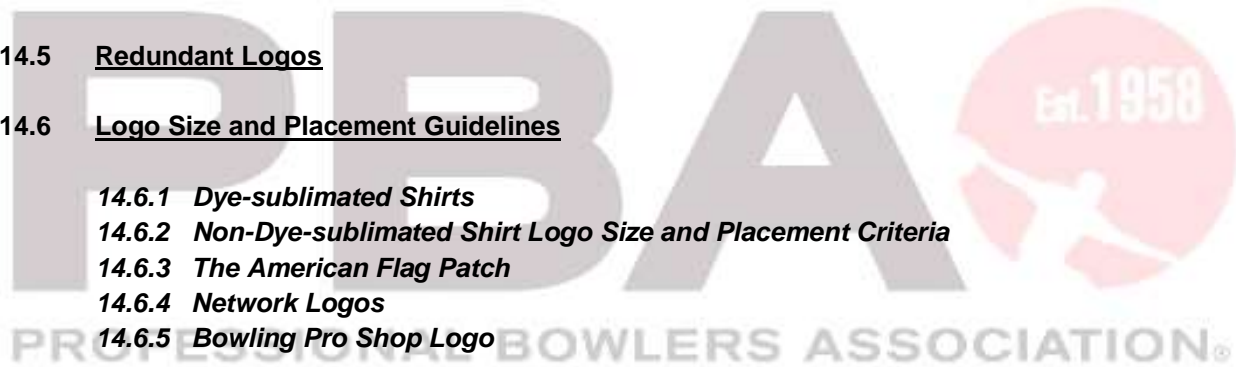 14.5 Redundant Logos
14.6 Logo Size and Placement Guidelines
14.6.1 Dye-sublimated Shirts
14.6.2 Non-Dye-sublimated Shirt Logo Size and Placement Criteria
14.6.3 The American Flag Patch
14.6.4 Network Logos
14.6.5 Bowling Pro Shop Logo
PBA
Est.1958
PROFESSIONAL BOWLERS ASSOCIATION®